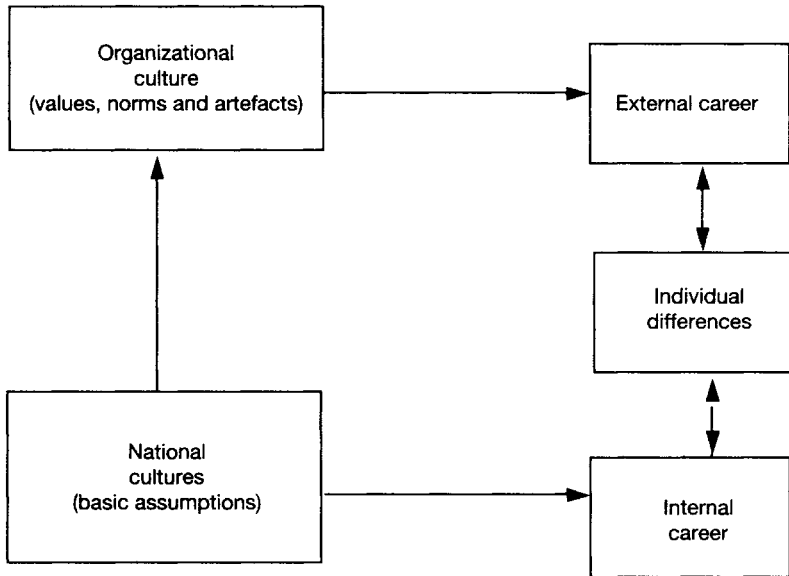 Organizational
culture
(values, norms and artefacts)
External career
Individual
differences
National
cultures
(basic assumptions)
Internal
career